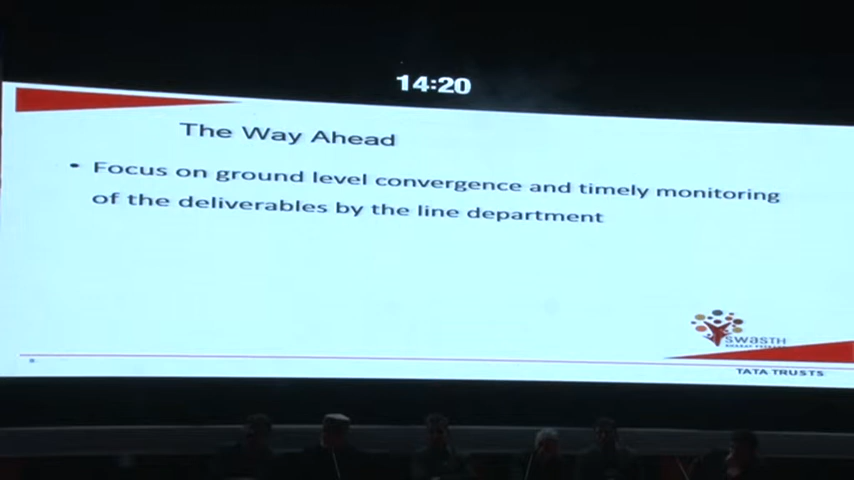 14:20
The Way Ahead
• Focus on ground level convergence and timely monitoring
of the deliverables by the line department
swasth
TATA TRUSTS